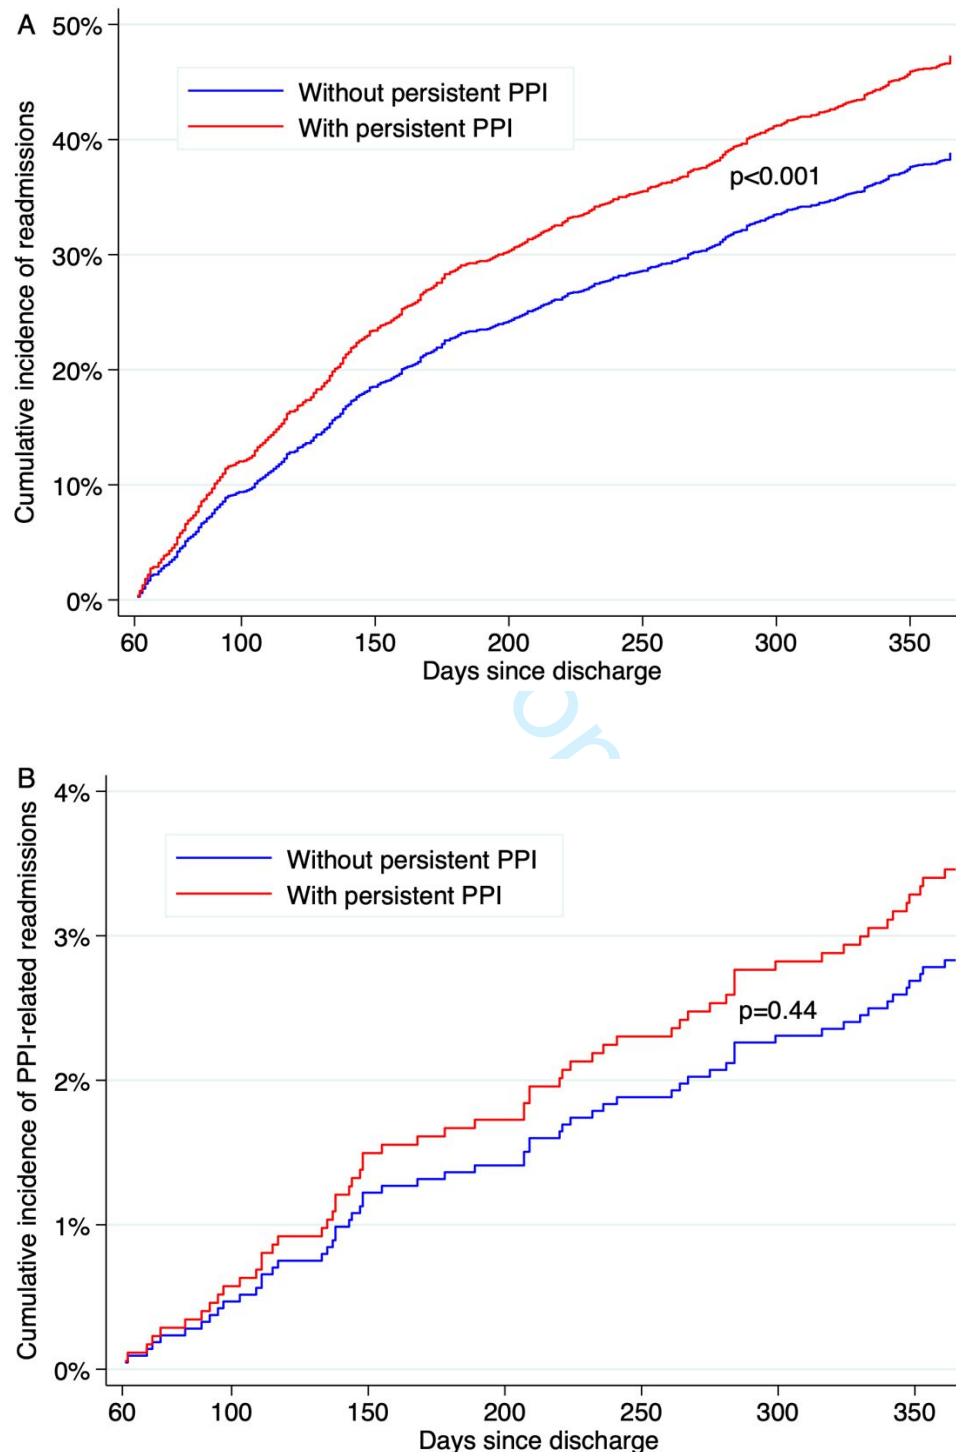 A
50%
40%
30%
20%
10%
0%
Cumulative incidence of readmissions
Without persistent PPI
With persistent PPI
p<0.001
60 100 150 200 250 300 350
Days since discharge
or
B
4%
3%
2%
1%
0%
Cumulative incidence of PPI-related readmissions
Without persistent PPI
With persistent PPI
p=0.44
60 100 150 200 250 300 350
Days since discharge